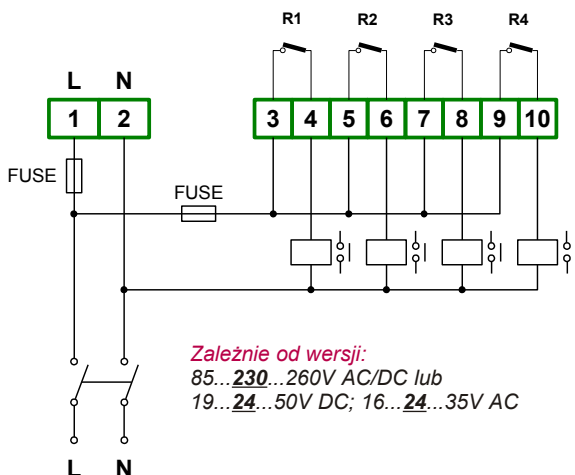 R1 R2 R3 R4
L N
1 2 3 4 5 6 7 8 9 10
FUSE
FUSE
Zależnie od wersji:
85...230...260V AC/DC lub
19...24...50V DC; 16...24...35V AC
L N